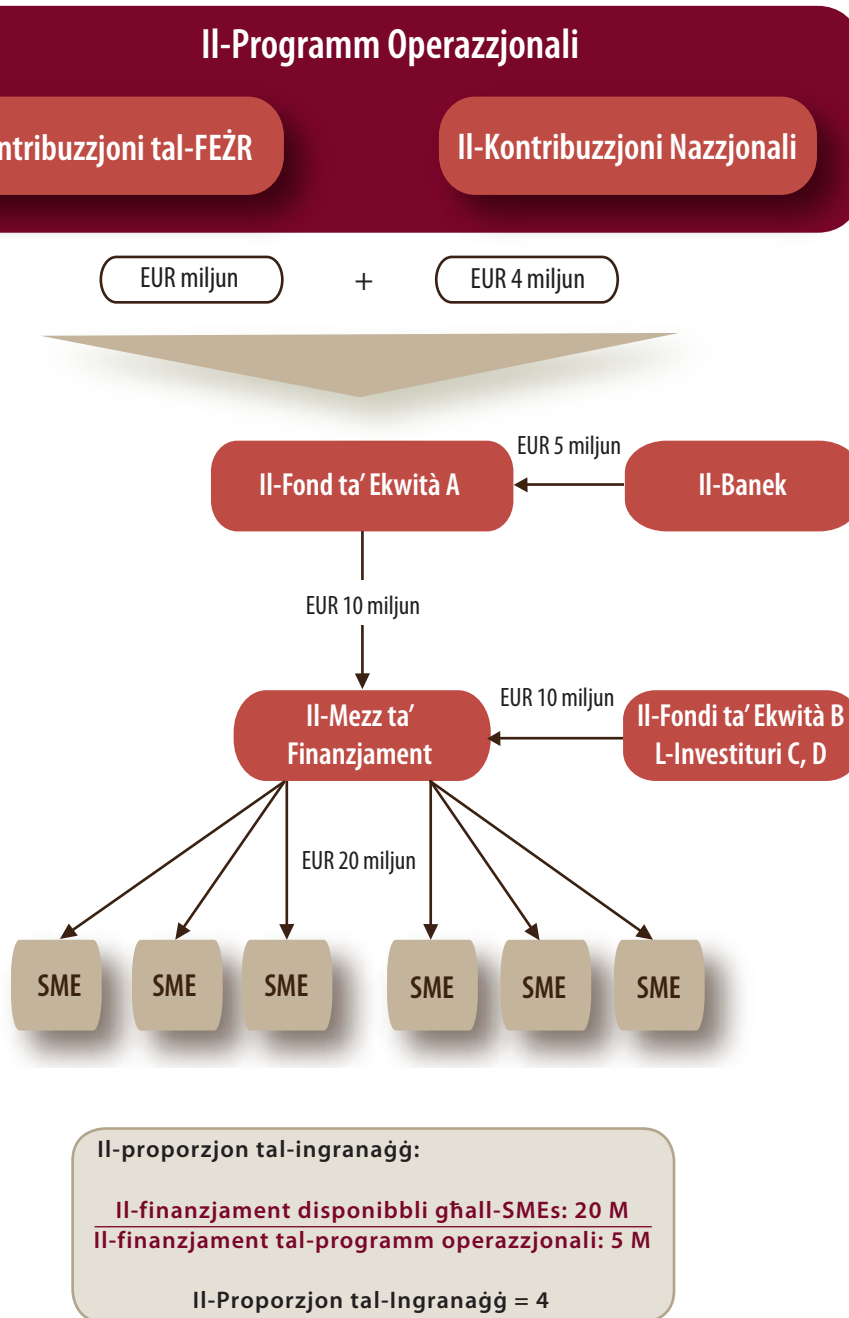 Il-Programm Operazzjonali
ntribuzzjoni tal-FEŻR
Il-Kontribuzzjoni Nazzjonali
EUR miljun
+
EUR 4 miljun
EUR 5 miljun
Il-Fond ta’ Ekwità A
Il-Banek
EUR 10 miljun
EUR 10 miljun
Il-Mezz ta’
Finanzjament
Il-Fondi ta’ Ekwità B
L-Investituri C, D
EUR 20 miljun
SME
SME
SME
SME
SME
SME
Il-proporzjon tal-ingranaġġ:
Il-finanzjament disponibbli għall-SMEs: 20 M
Il-finanzjament tal-programm operazzjonali: 5 M
Il-Proporzjon tal-Ingranaġġ = 4